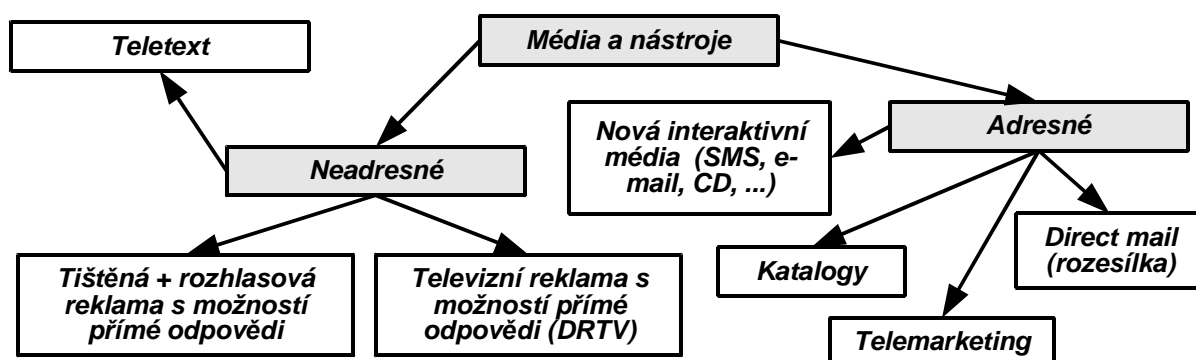 Teletext
Média a nástroje
Nová interaktivní
média (SMS, e-
mail, CD, ...)
Adresné
Neadresné
Tištěná + rozhlasová
reklama s možností
přímé odpovědi
Televizní reklama s
možností přímé
odpovědi (DRTV)
Katalogy
Direct mail
(rozesílka)
Telemarketing